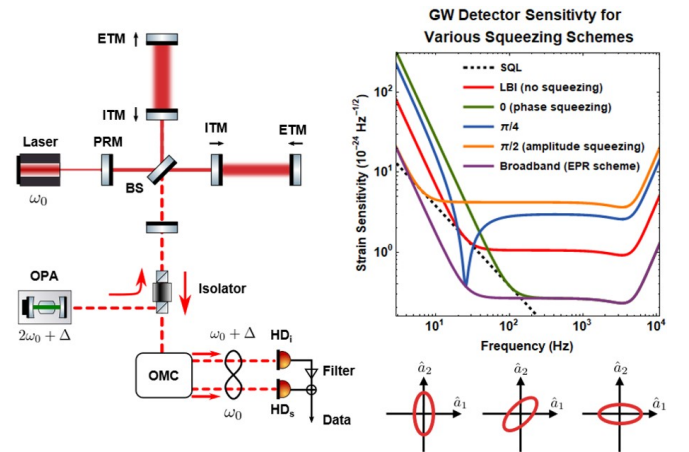 ETM
ITM
Laser
PRM
ITM
ETM
ω₀
BS
OPA
Isolator
2ω₀ + Δ
ω₀ + Δ
HDᵢ
Filter
OMC
ω₀
HDₛ
Data
GW Detector Sensitivty for
Various Squeezing Schemes
SQL
LBI (no squeezing)
0 (phase squeezing)
π/4
π/2 (amplitude squeezing)
Broadband (EPR scheme)
Strain Sensitivity (10⁻²⁴ Hz⁻¹/²)
10²
10¹
10⁰
10¹
10²
10³
10⁴
Frequency (Hz)
â₂
â₁
â₂
â₁
â₂
â₁